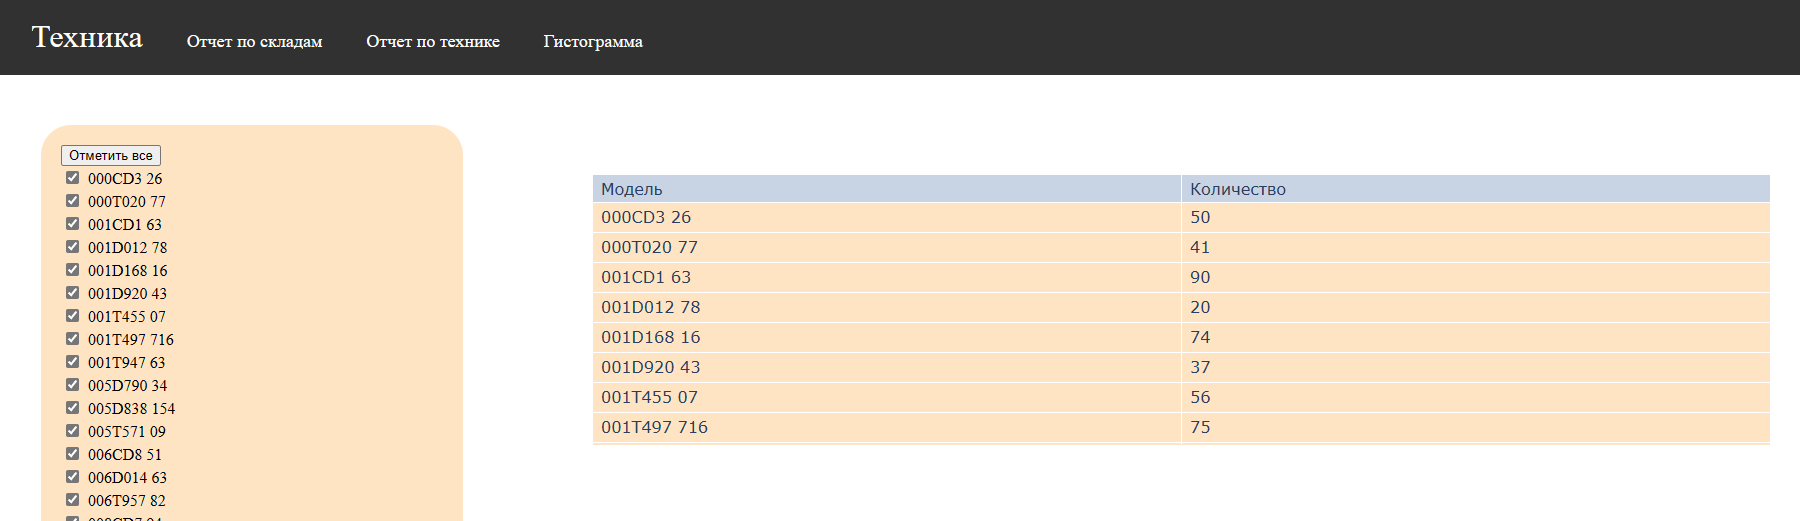 Техника Отчет по складам Отчет по технике Гистограмма
Отметить все
000CD3 26
000T020 77
001CD1 63
001D012 78
001D168 16
001D920 43
001T455 07
001T497 716
001T947 63
005D790 34
005D838 154
005T571 09
006CD8 51
006D014 63
006T957 82
Модель Количество
000CD3 26 50
000T020 77 41
001CD1 63 90
001D012 78 20
001D168 16 74
001D920 43 37
001T455 07 56
001T497 716 75